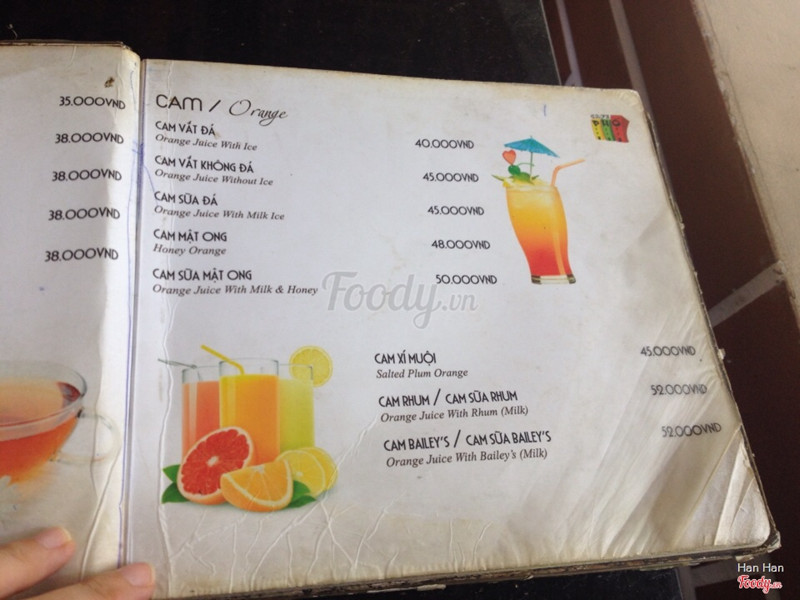 35.000VND
38.000VND
38.000VND
38.000VND
38.000VND
CAM / Orange
CAM VẮT ĐÁ
Orange Juice With Ice 40.000VND
CAM VẮT KHÔNG ĐÁ
Orange Juice Without Ice 45.000VND
CAM SỮA ĐÁ
Orange Juice With Milk Ice 45.000VND
CAM MẬT ONG
Honey Orange 48.000VND
CAM SỮA MẬT ONG
Orange Juice With Milk & Honey 50.000VND
Foody.vn
CAM XÍ MUỘI 45.000VND
Salted Plum Orange
CAM RHUM / CAM SỮA RHUM 52.000VND
Orange Juice With Rhum (Milk)
CAM BAILEY'S / CAM SỮA BAILEY'S 52.000VND
Orange Juice With Bailey's (Milk)
Han Han
Foody.vn